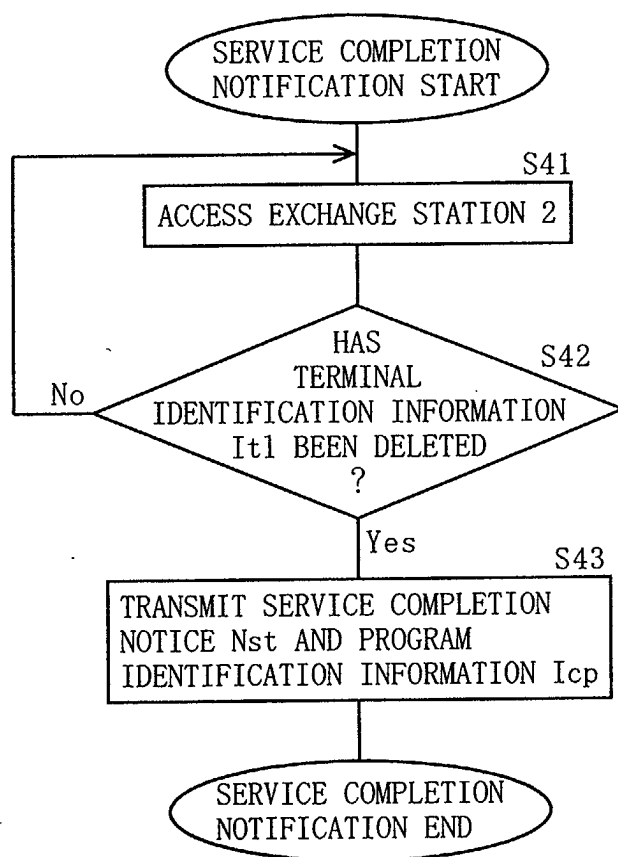 SERVICE COMPLETION
NOTIFICATION START
S41
ACCESS EXCHANGE STATION 2
HAS
TERMINAL
IDENTIFICATION INFORMATION
Itl BEEN DELETED
?
S42
No
Yes
S43
TRANSMIT SERVICE COMPLETION
NOTICE Nst AND PROGRAM
IDENTIFICATION INFORMATION Icp
SERVICE COMPLETION
NOTIFICATION END